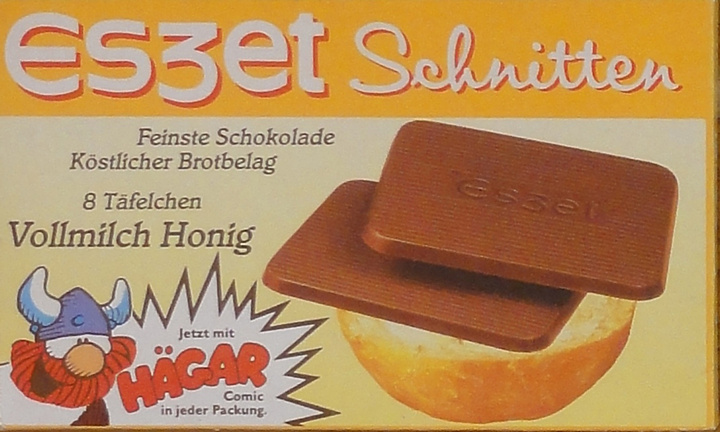 eszet Schnitten
Feinste Schokolade
Köstlicher Brotbelag
8 Täfelchen
Vollmilch Honig
eszet
Jetzt mit
HÄGAR
Comic
in jeder Packung.